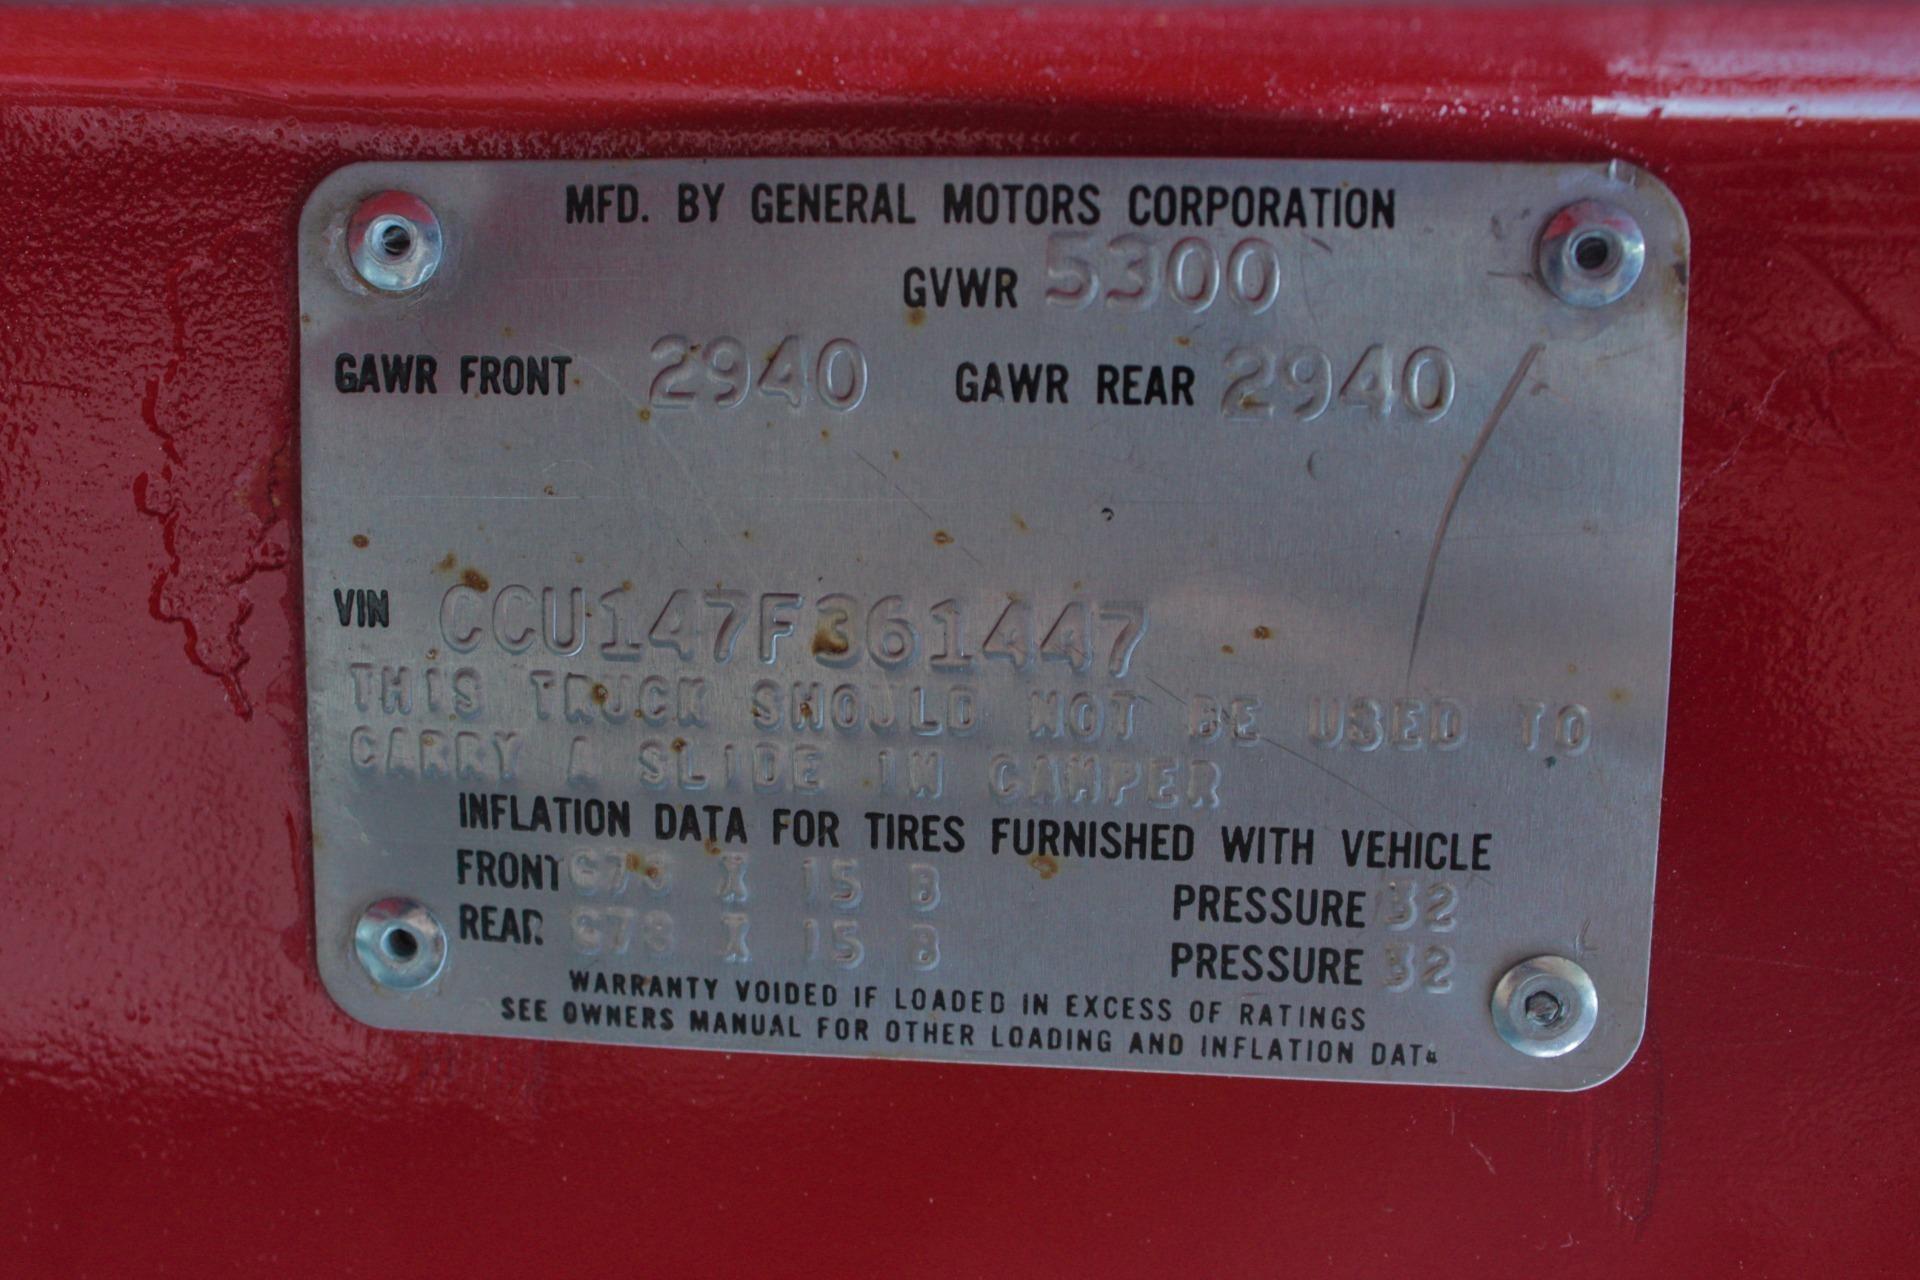 MFD. BY GENERAL MOTORS CORPORATION
GVWR 5300
GAWR FRONT 2940 GAWR REAR 2940
VIN CCU147F361447
THIS TRUCK SHOULD NOT BE USED TO
CARRY A SLIDE IN CAMPER
INFLATION DATA FOR TIRES FURNISHED WITH VEHICLE
FRONT G78 X 15 B PRESSURE 32
REAR G78 X 15 B PRESSURE 32
WARRANTY VOIDED IF LOADED IN EXCESS OF RATINGS
SEE OWNERS MANUAL FOR OTHER LOADING AND INFLATION DATA